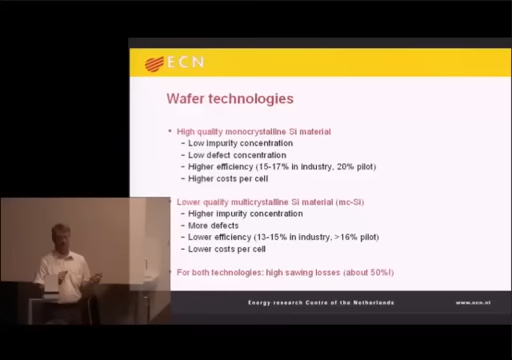 ECN
Wafer technologies
• High quality monocrystalline Si material
– Low impurity concentration
– Low defect concentration
– Higher efficiency (15-17% in industry, 20% pilot)
– Higher costs per cell
• Lower quality multicrystalline Si material (mc-Si)
– Higher impurity concentration
– More defects
– Lower efficiency (13-15% in industry, >16% pilot)
– Lower costs per cell
• For both technologies: high sawing losses (about 50%!)
Energy research Centre of the Netherlands
www.ecn.nl